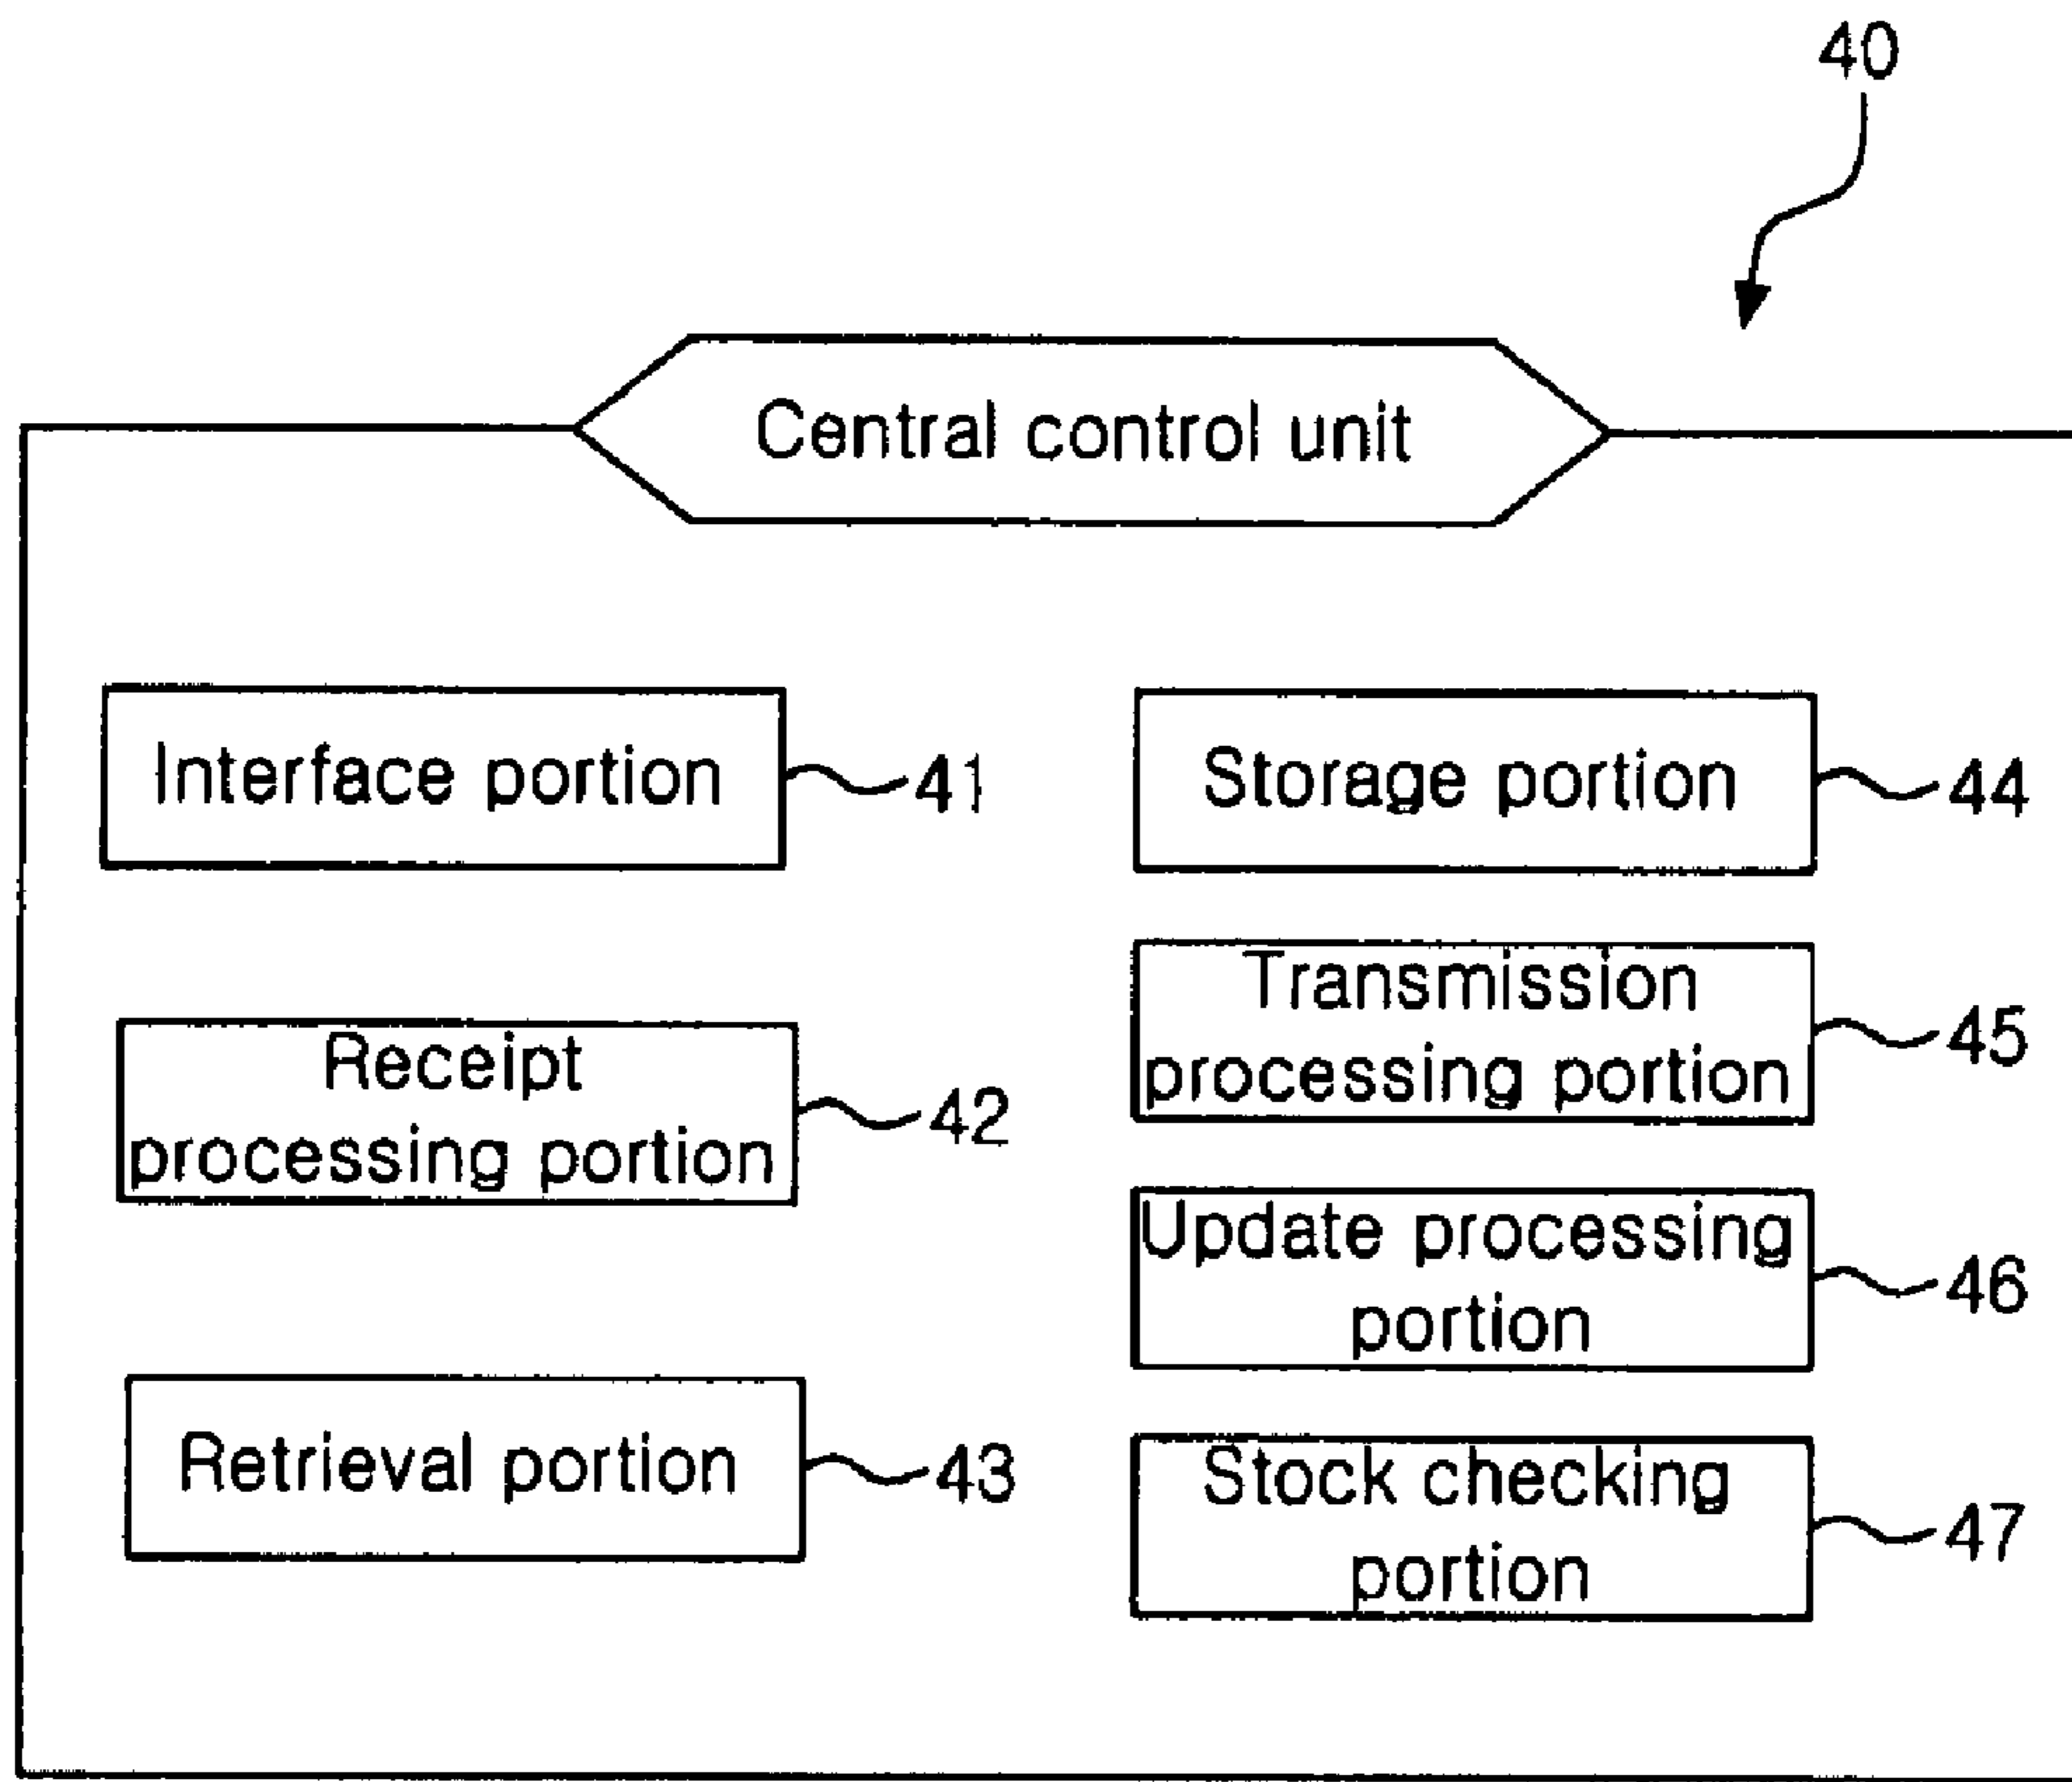 40
Central control unit
Interface portion
41
Receipt
processing portion
42
Retrieval portion
43
Storage portion
44
Transmission
processing portion
45
Update processing
portion
46
Stock checking
portion
47